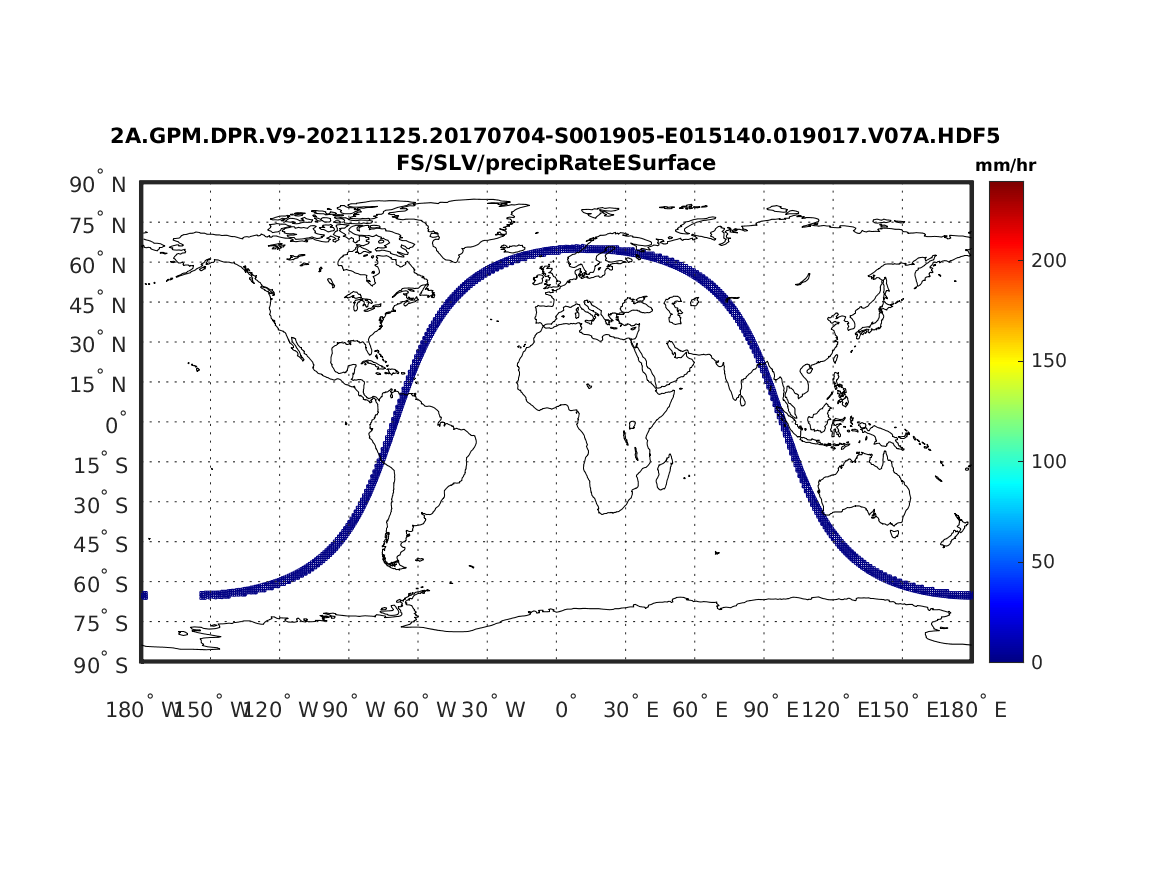 2A.GPM.DPR.V9-20211125.20170704-S001905-E015140.019017.V07A.HDF5
FS/SLV/precipRateESurface
mm/hr
90° N
75° N
60° N
45° N
30° N
15° N
0°
15° S
30° S
45° S
60° S
75° S
90° S
200
150
100
50
0
180° W 150° W 120° W 90° W 60° W 30° W 0° 30° E 60° E 90° E 120° E 150° E 180° E